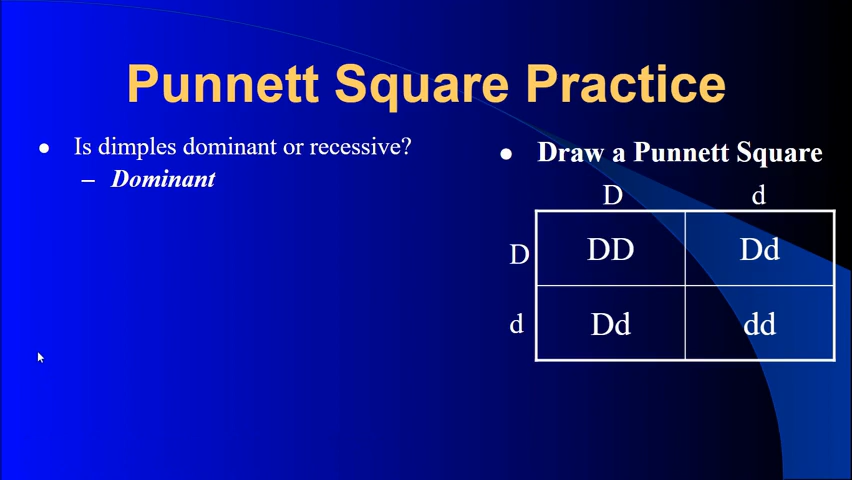 Punnett Square Practice
● Is dimples dominant or recessive?
– Dominant
● Draw a Punnett Square
D d
D DD Dd
d Dd dd